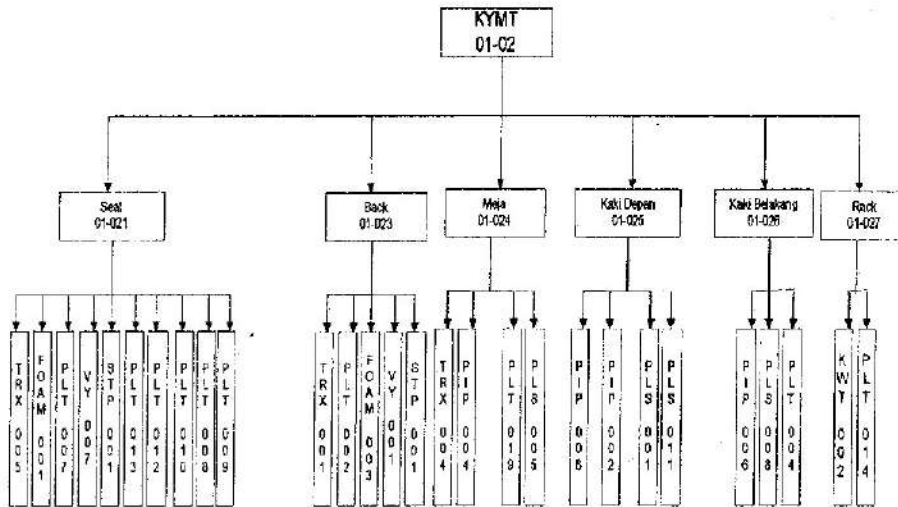 KYMT
01-02
Seat
01-021
Back
01-023
Meja
01-024
Kaki Depan
01-025
Kaki Belakang
01-026
Rack
01-027
TRX 005
FOAM 001
PLT 007
VY 007
STP 001
PLT 013
PLT 012
PLT 010
PLT 008
PLT 009
TRX 001
PLT 002
FOAM 003
VY 001
STP 001
TRX 004
PIP 004
PLT 019
PLS 005
PIP 002
PLS 001
PLS 011
PIP 006
PLS 008
PLT 004
KWT 002
PLT 014